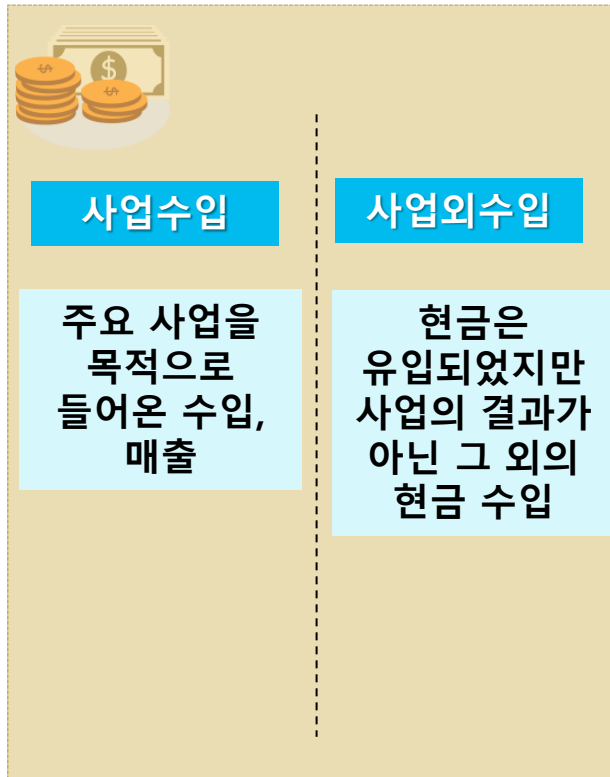 $
사업수입
주요 사업을
목적으로
들어온 수입,
매출
사업외수입
현금은
유입되었지만
사업의 결과가
아닌 그 외의
현금 수입